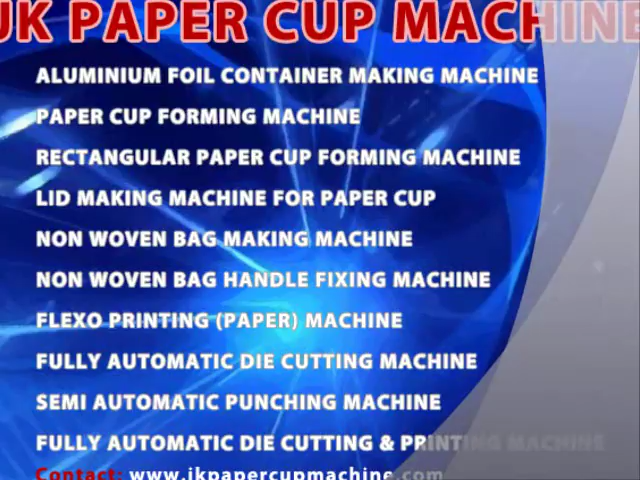 JK PAPER CUP MACHINE
ALUMINIUM FOIL CONTAINER MAKING MACHINE
PAPER CUP FORMING MACHINE
RECTANGULAR PAPER CUP FORMING MACHINE
LID MAKING MACHINE FOR PAPER CUP
NON WOVEN BAG MAKING MACHINE
NON WOVEN BAG HANDLE FIXING MACHINE
FLEXO PRINTING (PAPER) MACHINE
FULLY AUTOMATIC DIE CUTTING MACHINE
SEMI AUTOMATIC PUNCHING MACHINE
FULLY AUTOMATIC DIE CUTTING & PRINTING MACHINE
Contact: www.jkpapercupmachine.com